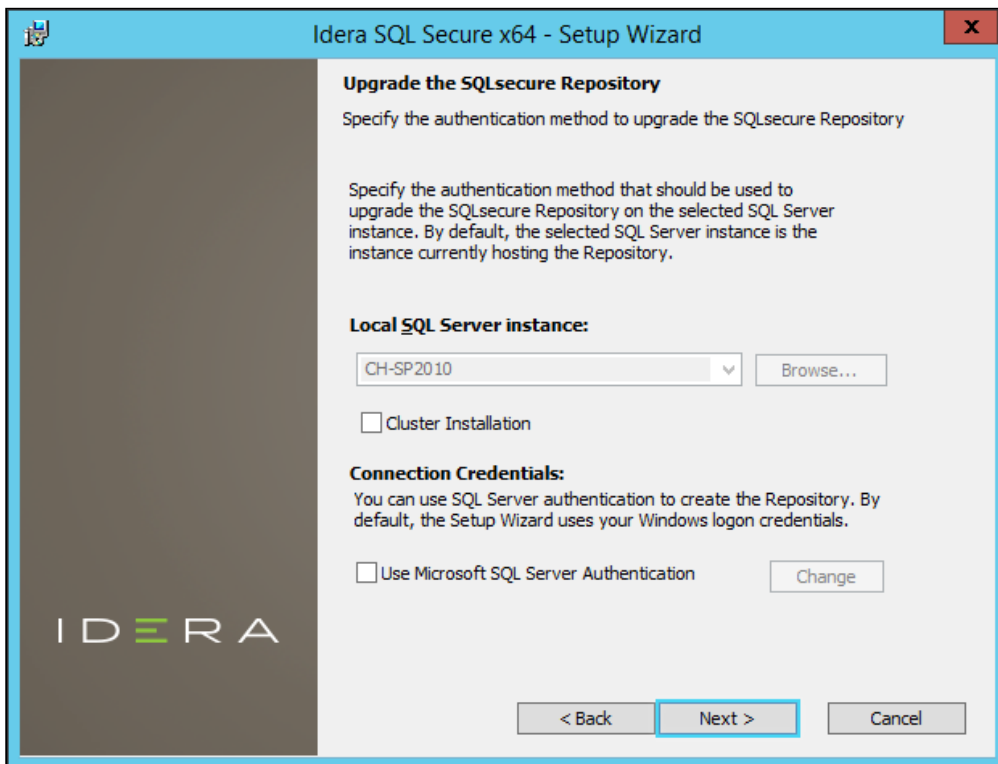 Idera SQL Secure x64 - Setup Wizard
x
Upgrade the SQLsecure Repository
Specify the authentication method to upgrade the SQLsecure Repository
Specify the authentication method that should be used to
upgrade the SQLsecure Repository on the selected SQL Server
instance. By default, the selected SQL Server instance is the
instance currently hosting the Repository.
Local SQL Server instance:
CH-SP2010
Browse...
Cluster Installation
Connection Credentials:
You can use SQL Server authentication to create the Repository. By
default, the Setup Wizard uses your Windows logon credentials.
Use Microsoft SQL Server Authentication
Change
IDERA
< Back
Next >
Cancel